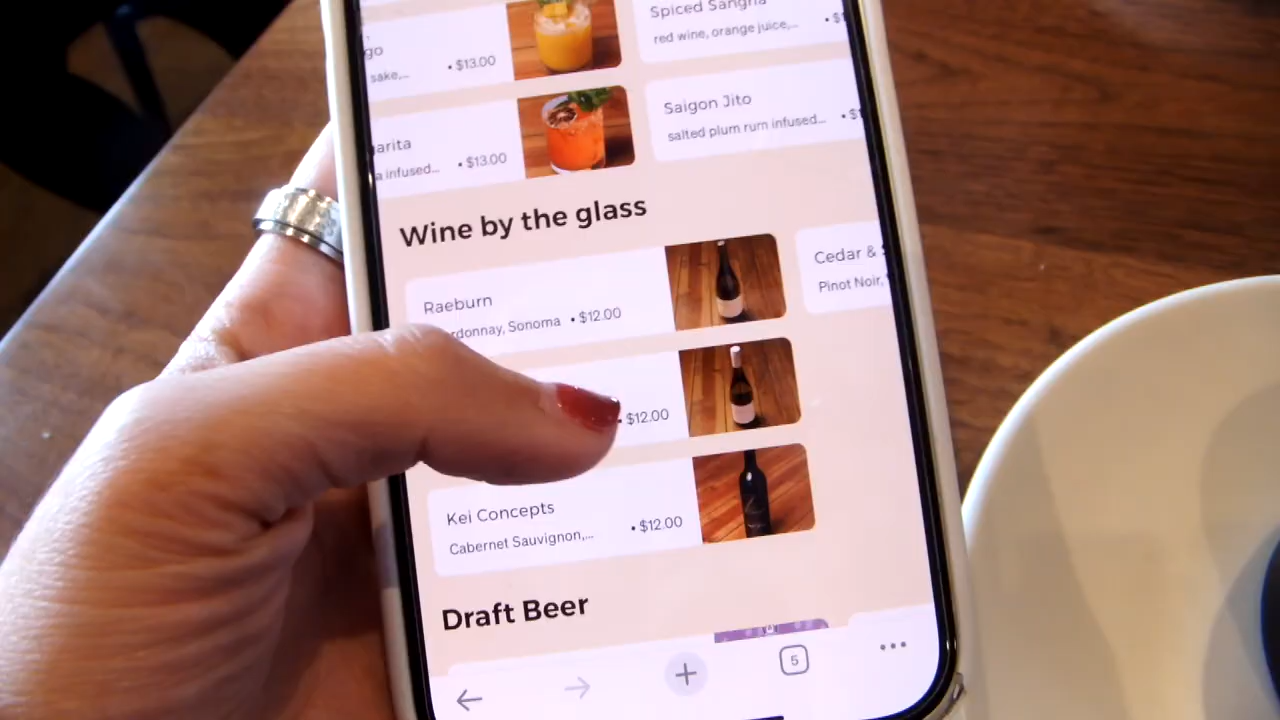 go
sake,...
• $13.00
Spiced Sangria
red wine, orange juice,...
arita
a infused...
• $13.00
Saigon Jito
salted plum rum infused...
Wine by the glass
Raeburn
rdonnay, Sonoma • $12.00
Cedar &
Pinot Noir,
• $12.00
Kei Concepts
Cabernet Sauvignon,...
• $12.00
Draft Beer
5